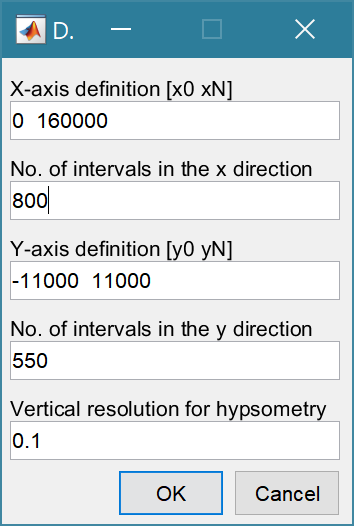 D.
X-axis definition [x0 xN]
0  160000
No. of intervals in the x direction
800
Y-axis definition [y0 yN]
-11000  11000
No. of intervals in the y direction
550
Vertical resolution for hypsometry
0.1
OK
Cancel